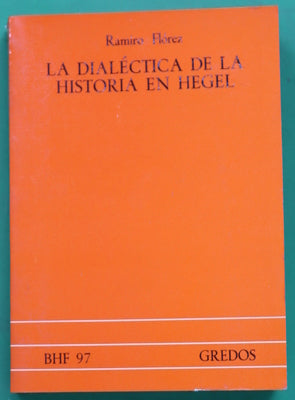 Ramiro Flórez
LA DIALÉCTICA DE LA
HISTORIA EN HEGEL
BHF 97 GREDOS